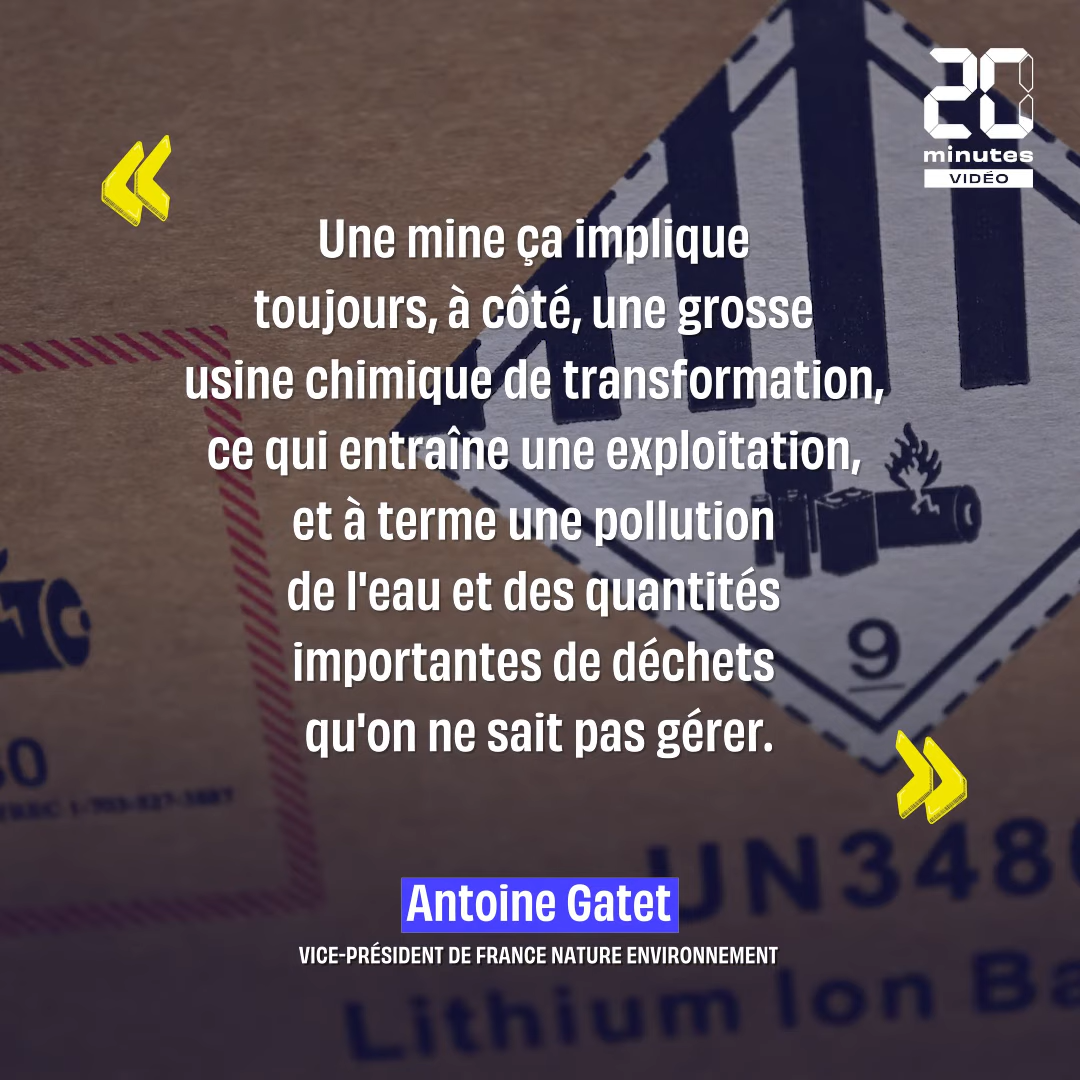 20
minutes
VIDÉO
«
Une mine ça implique
toujours, à côté, une grosse
usine chimique de transformation,
ce qui entraîne une exploitation,
et à terme une pollution
de l'eau et des quantités
importantes de déchets
qu'on ne sait pas gérer.
»
9
Antoine Gatet
VICE-PRÉSIDENT DE FRANCE NATURE ENVIRONNEMENT
UN348
Lithium Ion Ba